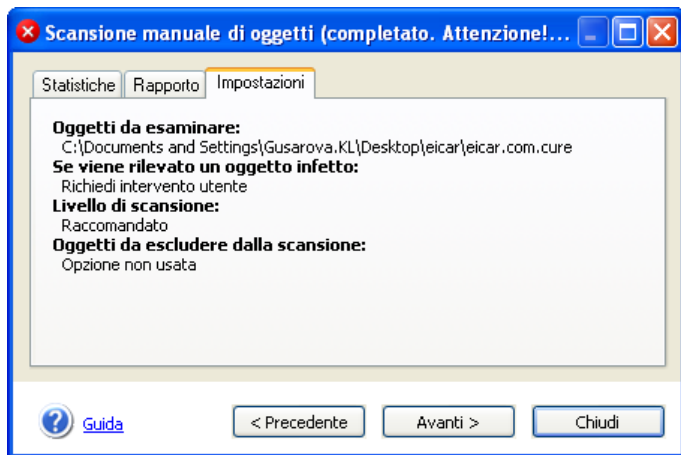 Scansione manuale di oggetti (completato. Attenzione!...
Statistiche Rapporto Impostazioni
Oggetti da esaminare:
C:\Documents and Settings\Gusarova.KL\Desktop\eicar\eicar.com.cure
Se viene rilevato un oggetto infetto:
Richiedi intervento utente
Livello di scansione:
Raccomandato
Oggetti da escludere dalla scansione:
Opzione non usata
Guida < Precedente Avanti > Chiudi